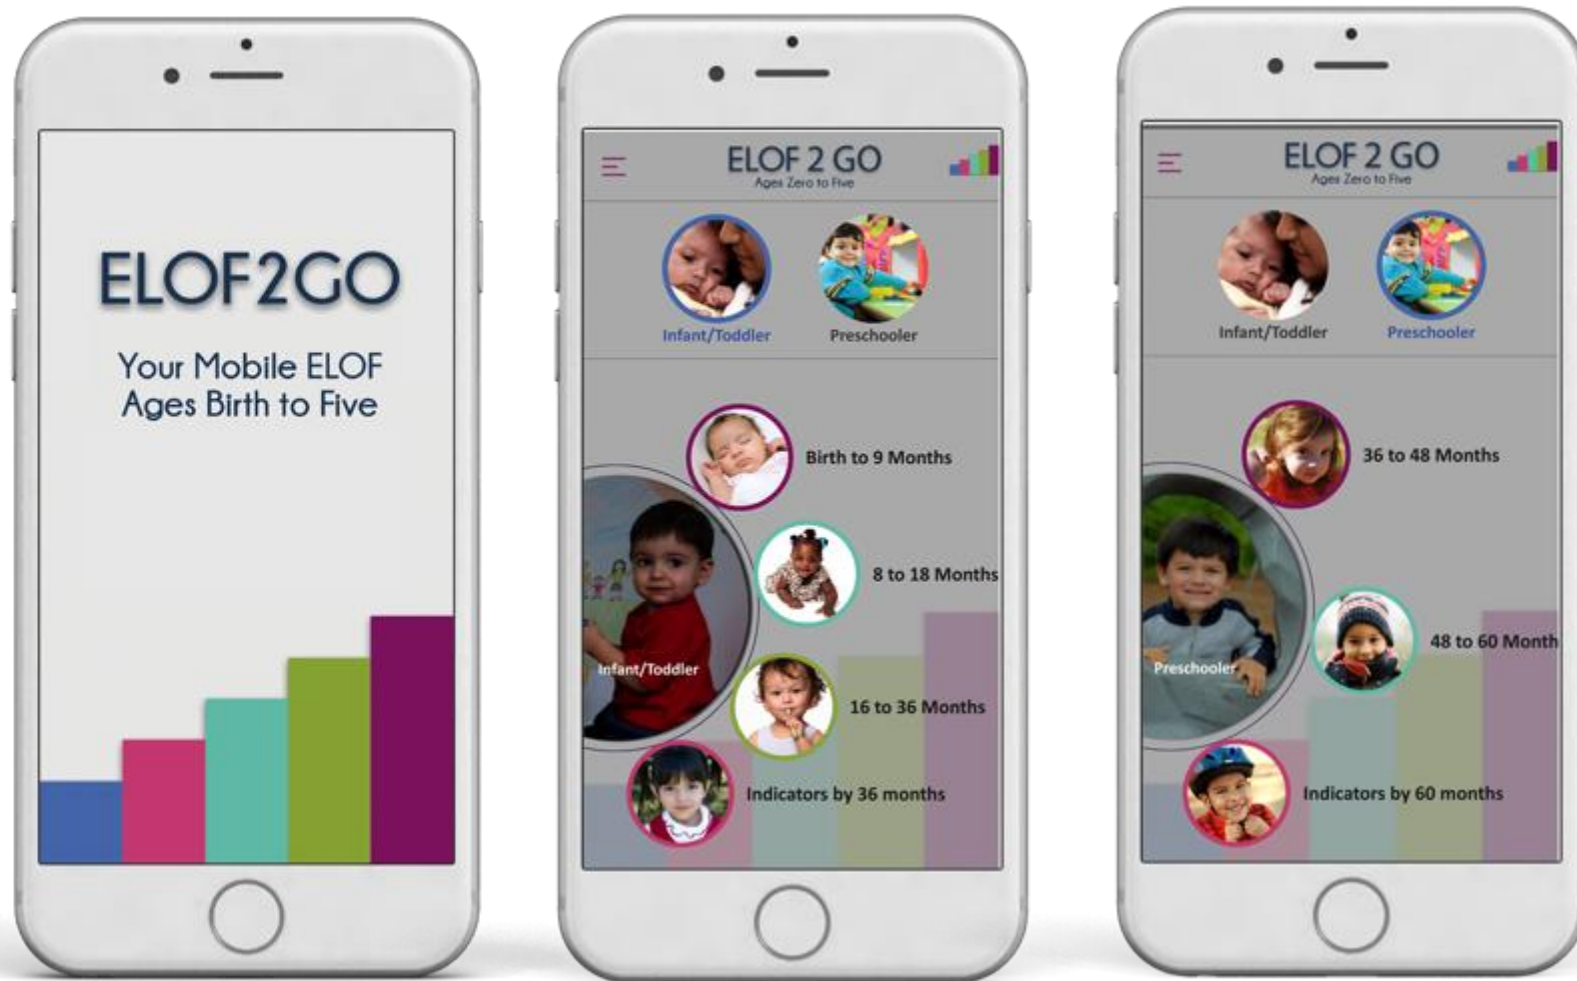 ELOF2GO
Your Mobile ELOF
Ages Birth to Five
ELOF 2 GO
Ages Zero to Five
Infant/Toddler
Preschooler
Birth to 9 Months
8 to 18 Months
Infant/Toddler
16 to 36 Months
Indicators by 36 months
ELOF 2 GO
Ages Zero to Five
Infant/Toddler
Preschooler
36 to 48 Months
48 to 60 Month
Preschooler
Indicators by 60 months